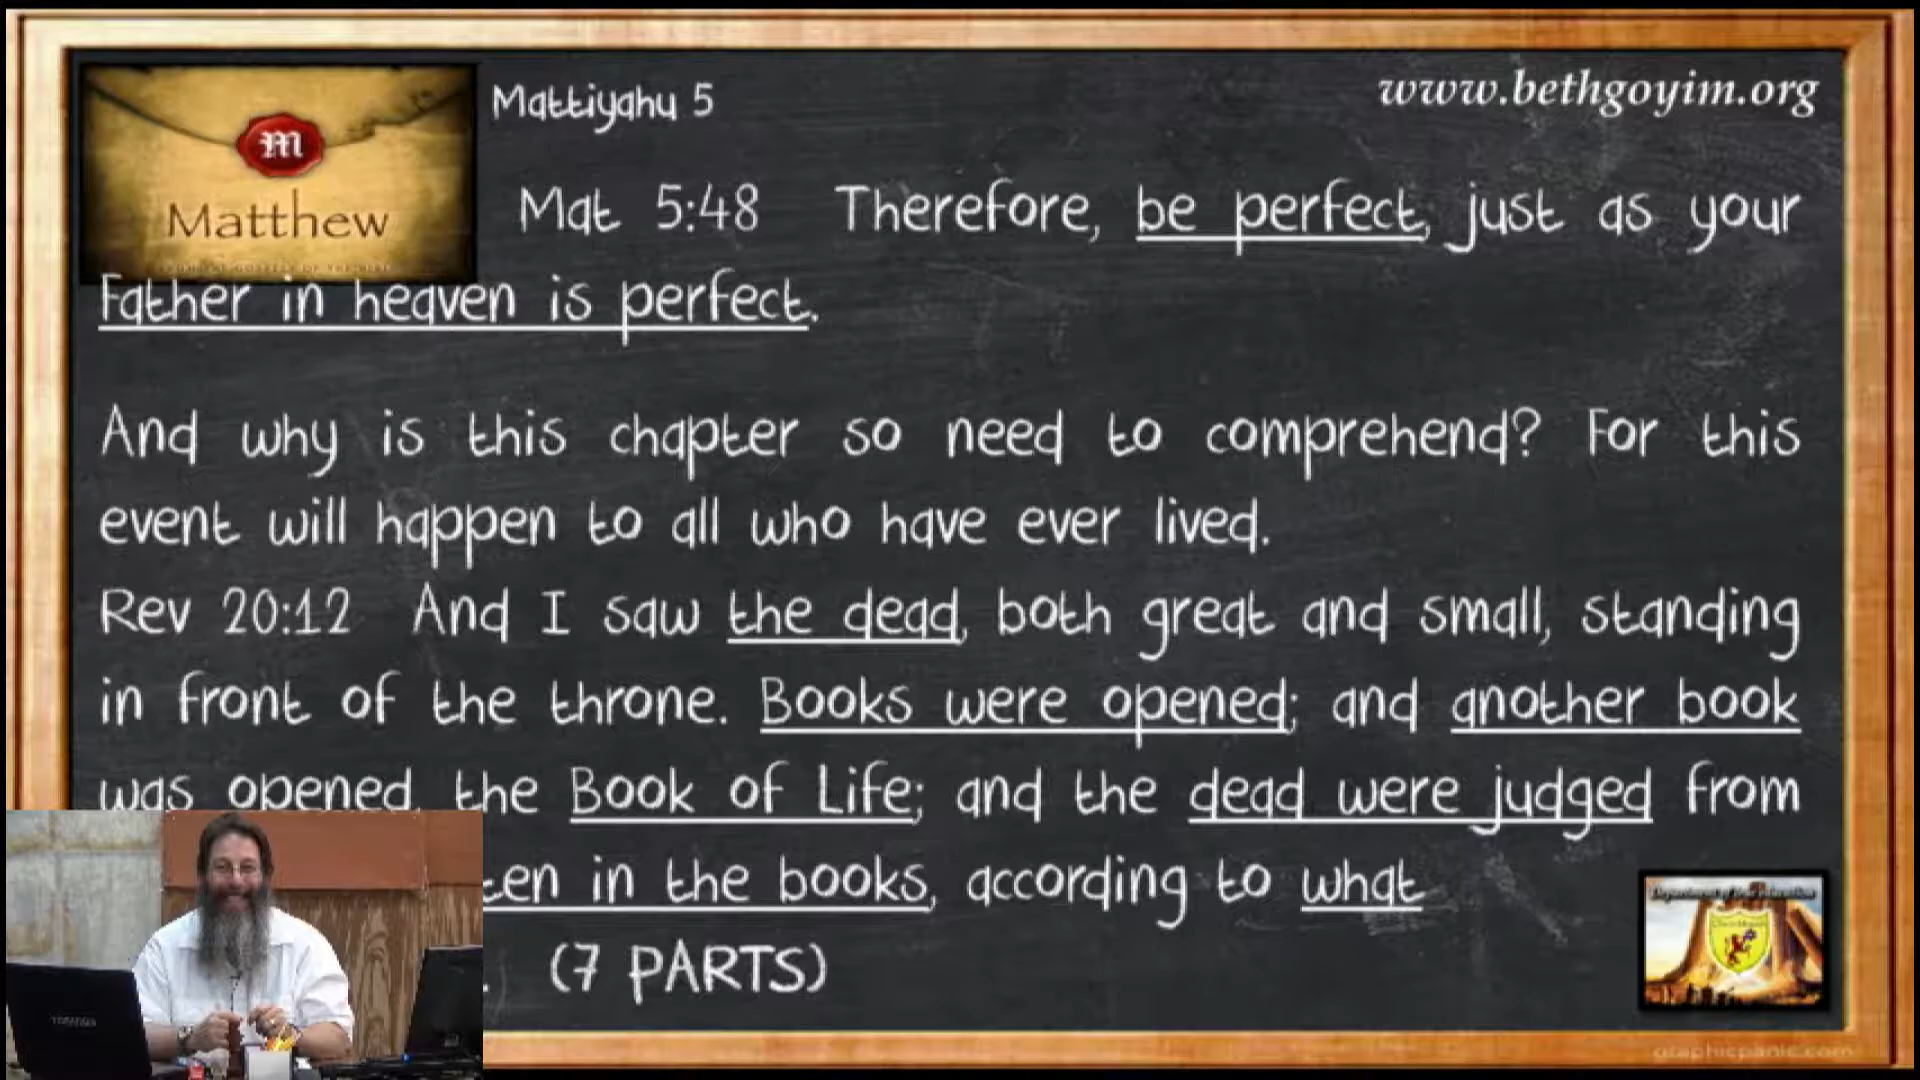 Mattiyahu 5
www.bethgoyim.org
M
Matthew
Mat 5:48 Therefore, be perfect, just as your
Father in heaven is perfect.
And why is this chapter so need to comprehend? For this
event will happen to all who have ever lived.
Rev 20:12 And I saw the dead, both great and small, standing
in front of the throne. Books were opened; and another book
was opened, the Book of Life; and the dead were judged from
ten in the books, according to what
. (7 PARTS)
TOSHIBA
graphicpanic.com